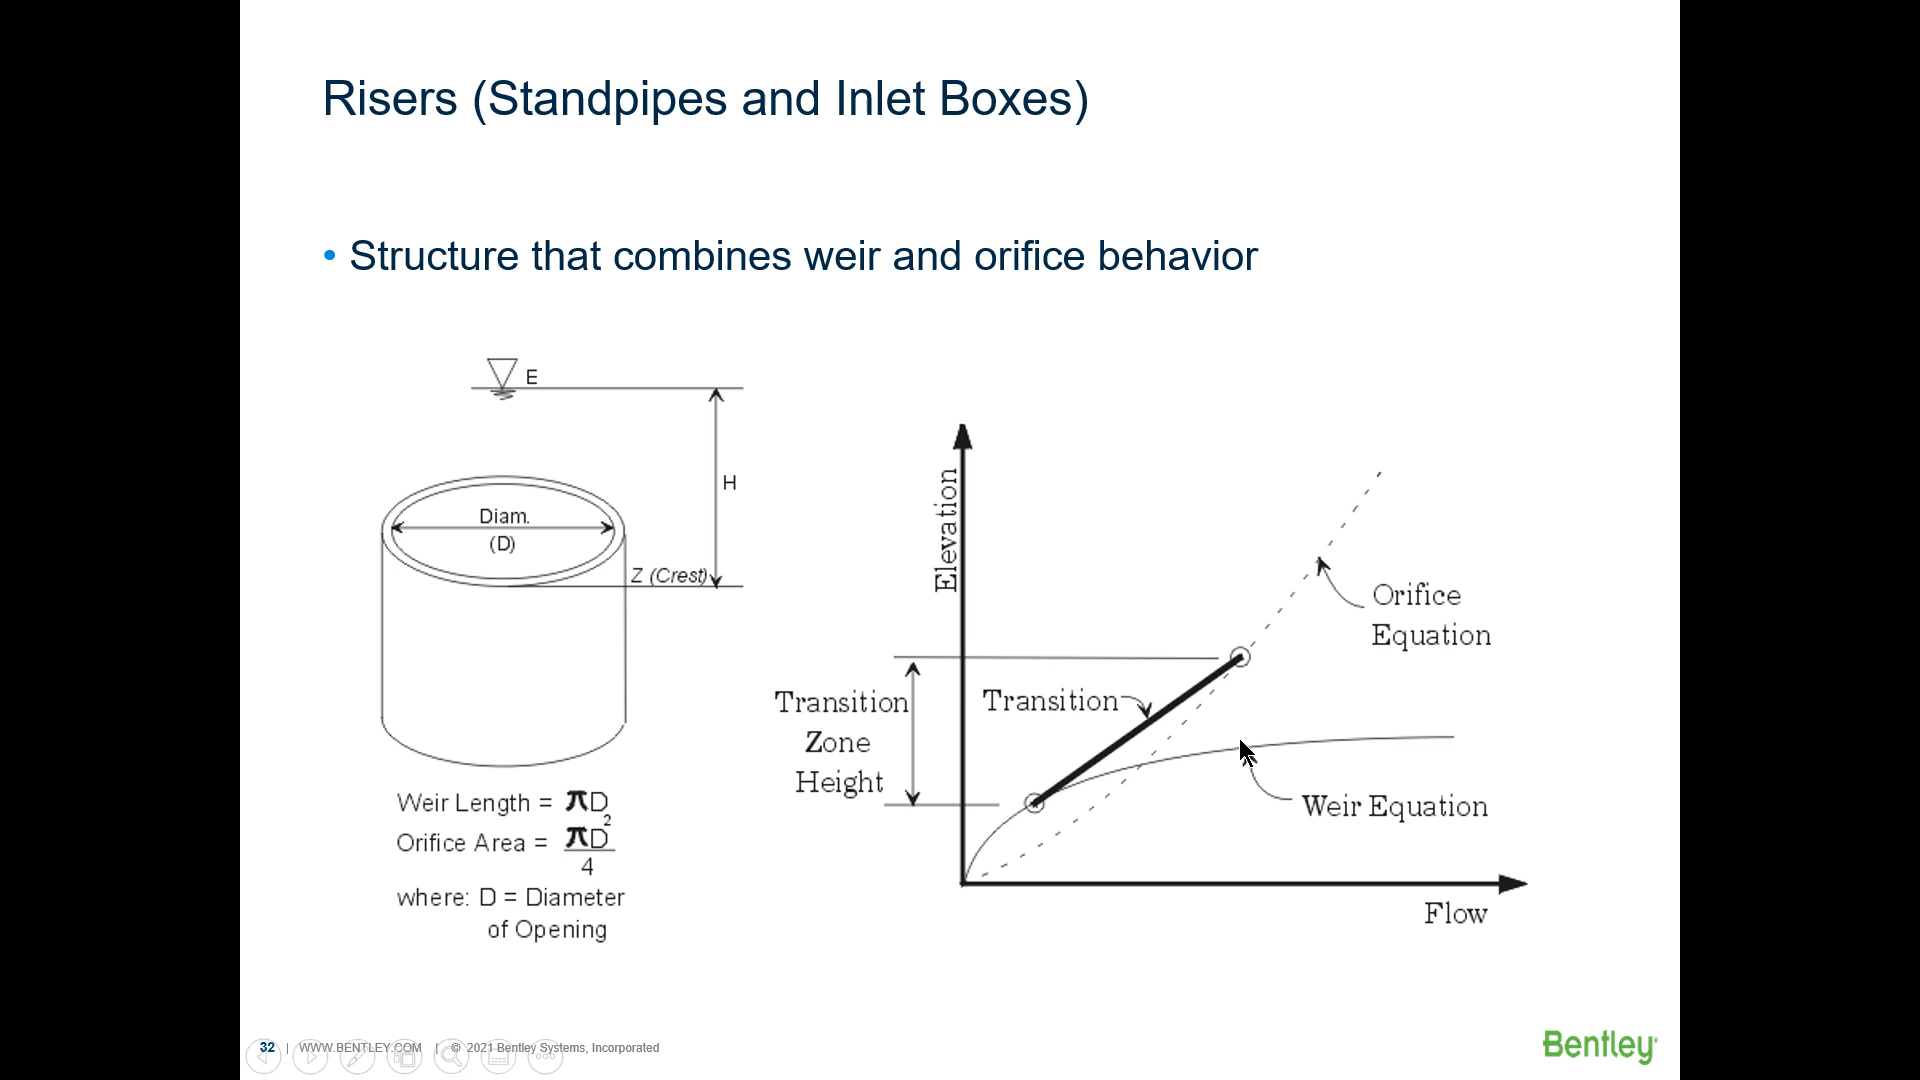 Risers (Standpipes and Inlet Boxes)
• Structure that combines weir and orifice behavior
E
H
Diam.
(D)
Z (Crest)
Weir Length = πD
Orifice Area = πD²
4
where: D = Diameter
of Opening
Elevation
Orifice
Equation
Transition
Transition
Zone
Height
Weir Equation
Flow
32 | WWW.BENTLEY.COM | © 2021 Bentley Systems, Incorporated
Bentley